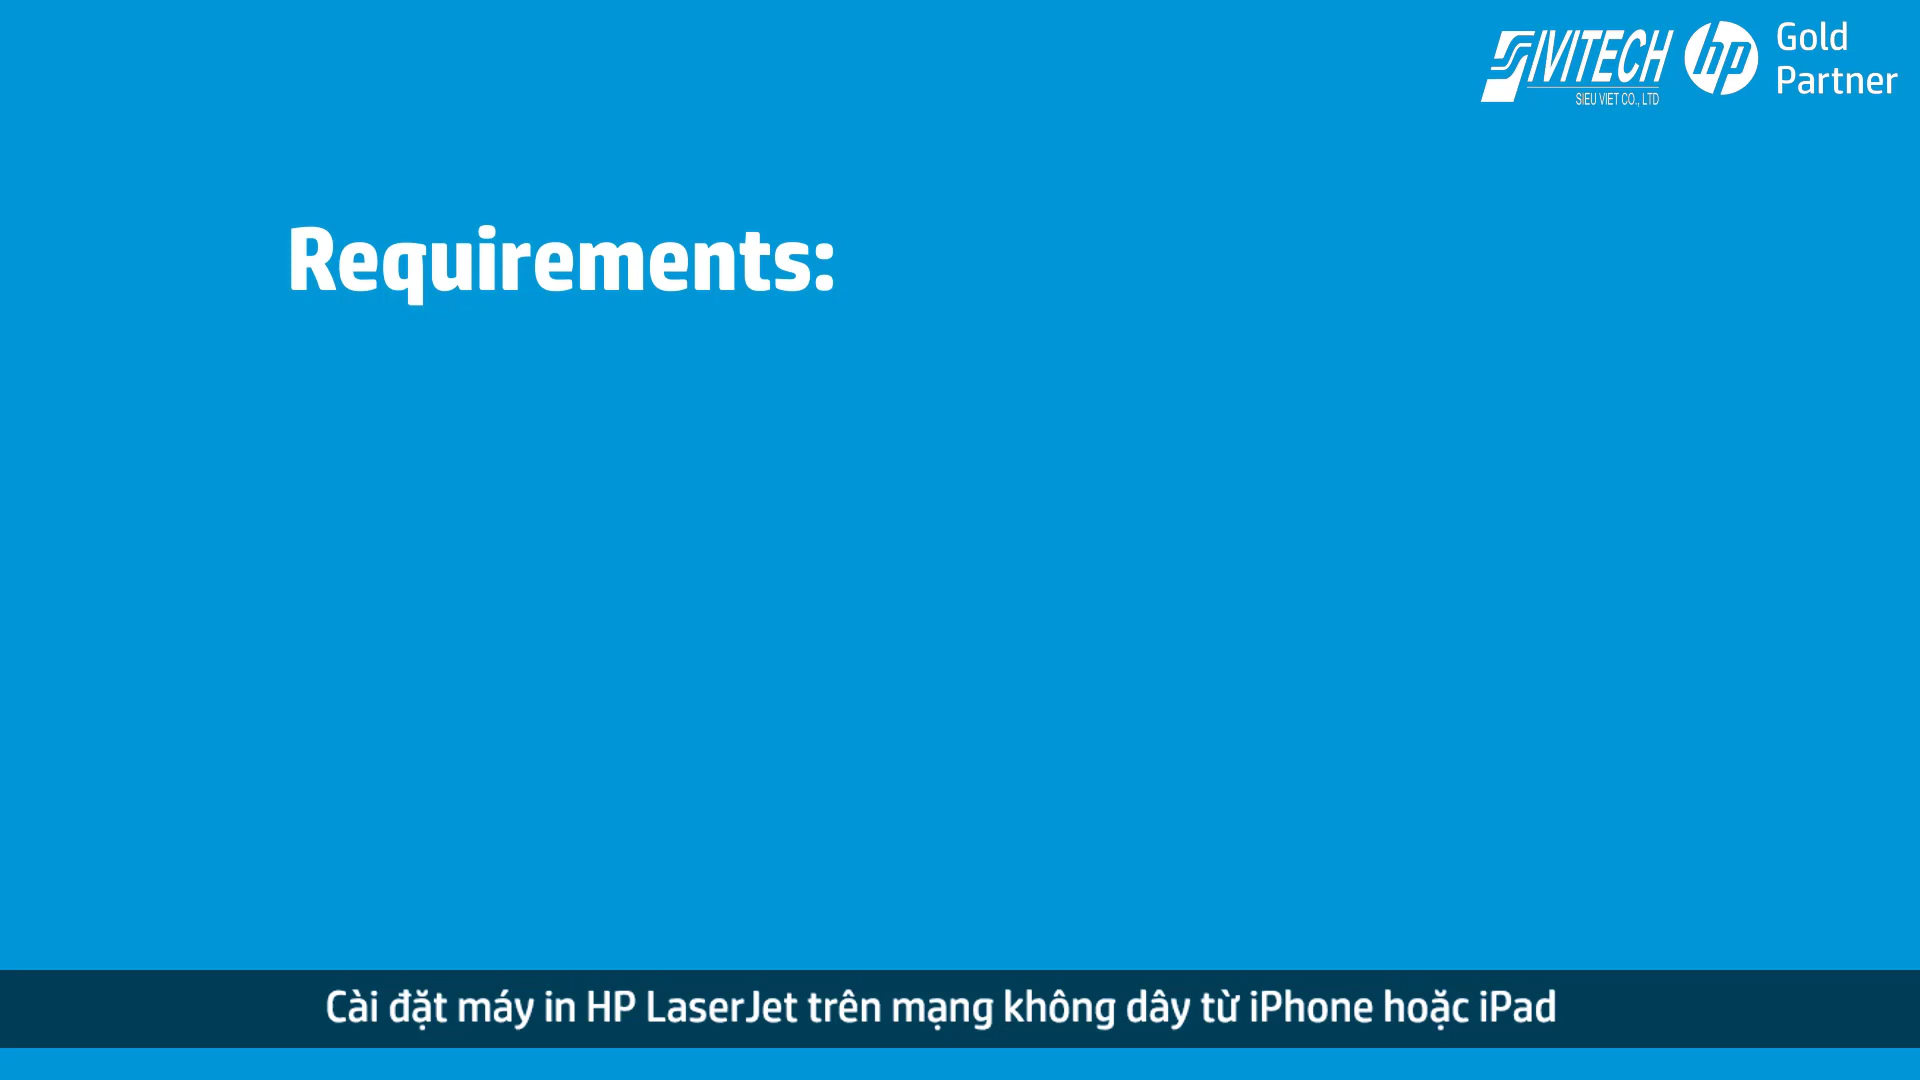 SIVITECH
SIEU VIET CO., LTD
hp
Gold
Partner
Requirements:
Cài đặt máy in HP LaserJet trên mạng không dây từ iPhone hoặc iPad